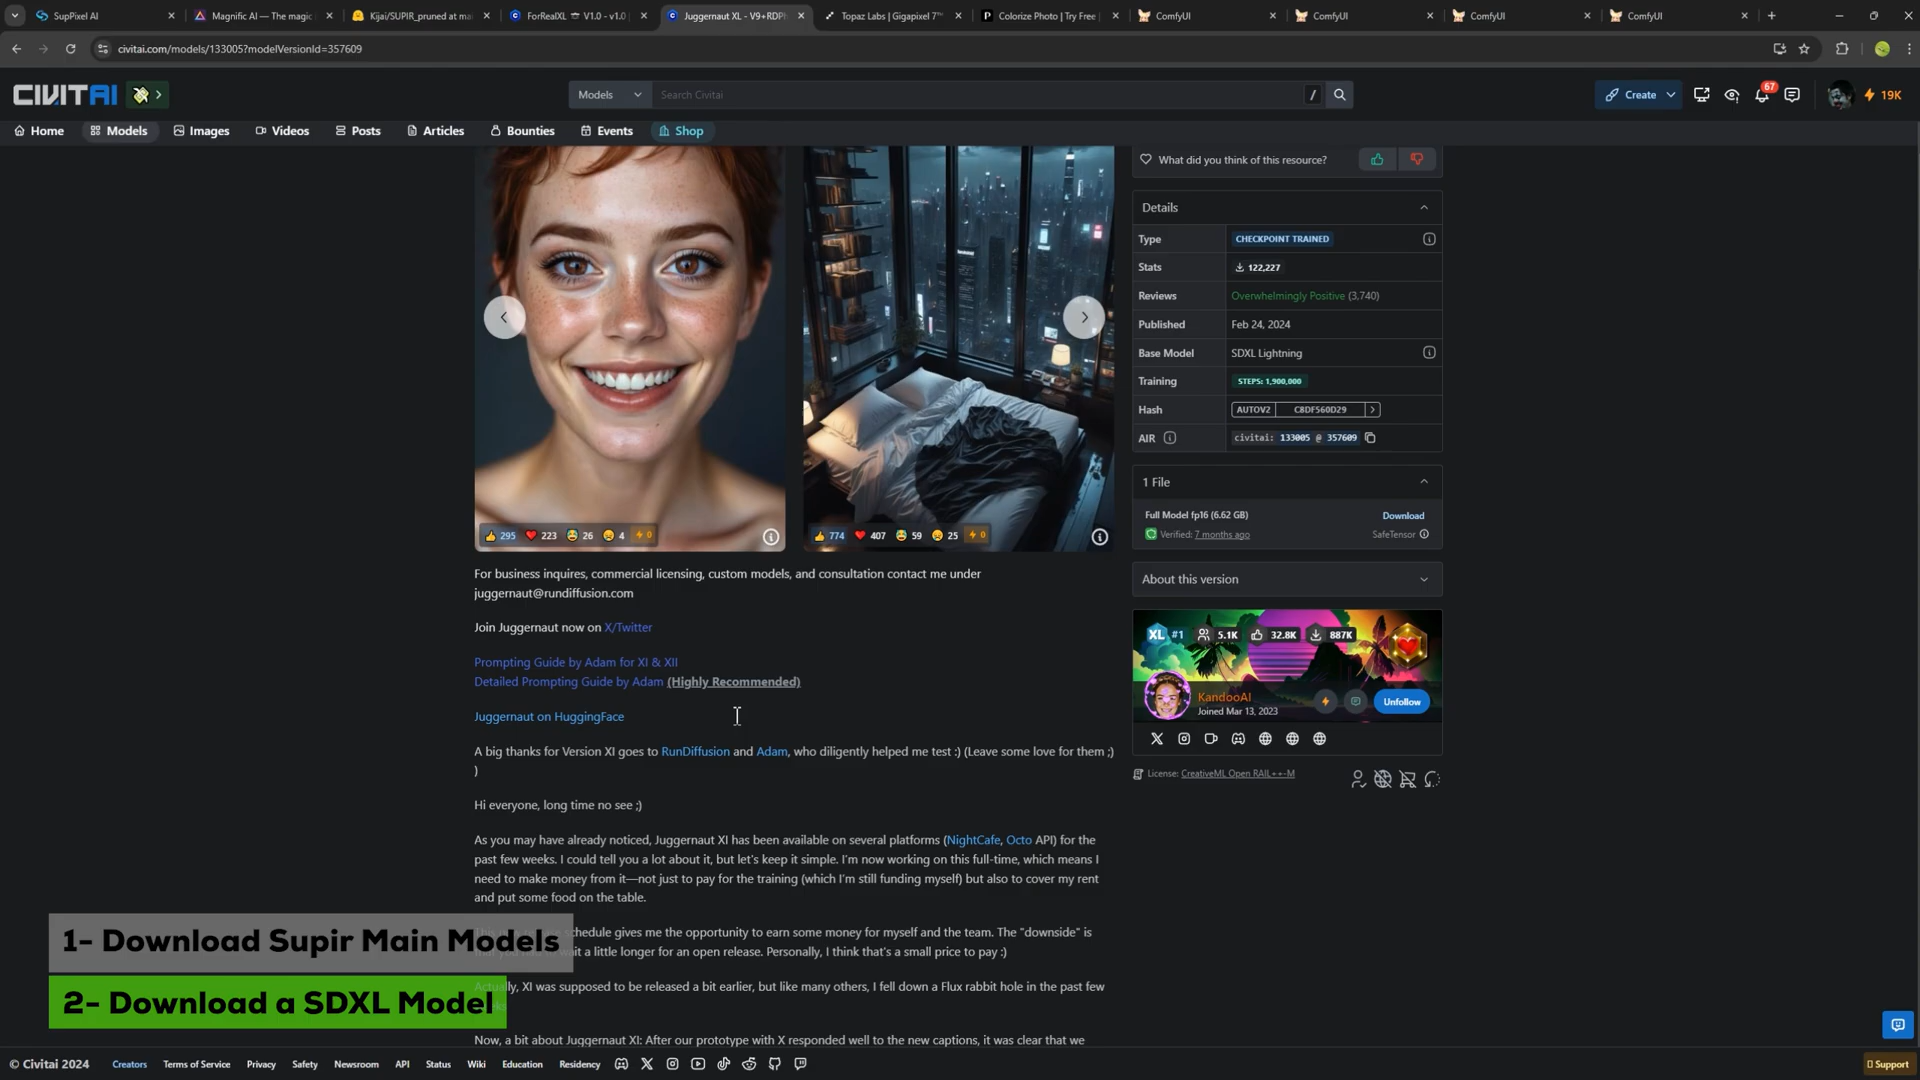 SupPixel AI
Magnific AI — The magic
Kijai/SUPIR_pruned at ma
ForRealXL V1.0 - v1.0 |
Juggernaut XL - V9+RDPh
Topaz Labs | Gigapixel 7™
Colorize Photo | Try Free |
ComfyUI
ComfyUI
ComfyUI
ComfyUI
civitai.com/models/133005?modelVersionId=357609
CIVITAI
Models
Search Civitai
/
Create
67
19K
Home
Models
Images
Videos
Posts
Articles
Bounties
Events
Shop
What did you think of this resource?
Details
Type CHECKPOINT TRAINED
Stats 122,227
Reviews Overwhelmingly Positive (3,740)
Published Feb 24, 2024
Base Model SDXL Lightning
Training STEPS: 1,900,000
Hash AUTOV2 C8DF560D29
AIR civitai: 133005 @ 357609
1 File
Full Model fp16 (6.62 GB) Download
Verified: 7 months ago SafeTensor
About this version
XL #1 5.1K 32.8K 887K
KandooAI
Joined Mar 13, 2023
Unfollow
License: CreativeML Open RAIL++-M
295 223 26 4 0
774 407 59 25 0
For business inquires, commercial licensing, custom models, and consultation contact me under
juggernaut@rundiffusion.com
Join Juggernaut now on X/Twitter
Prompting Guide by Adam for XI & XII
Detailed Prompting Guide by Adam (Highly Recommended)
Juggernaut on HuggingFace
A big thanks for Version XI goes to RunDiffusion and Adam, who diligently helped me test :) (Leave some love for them ;)
)
Hi everyone, long time no see ;)
As you may have already noticed, Juggernaut XI has been available on several platforms (NightCafe, Octo API) for the
past few weeks. I could tell you a lot about it, but let's keep it simple. I'm now working on this full-time, which means I
need to make money from it—not just to pay for the training (which I'm still funding myself) but also to cover my rent
and put some food on the table.
schedule gives me the opportunity to earn some money for myself and the team. The "downside" is
wait a little longer for an open release. Personally, I think that's a small price to pay :)
Actually, XI was supposed to be released a bit earlier, but like many others, I fell down a Flux rabbit hole in the past few
Now, a bit about Juggernaut XI: After our prototype with X responded well to the new captions, it was clear that we
1- Download Supir Main Models
2- Download a SDXL Model
© Civitai 2024
Creators
Terms of Service
Privacy
Safety
Newsroom
API
Status
Wiki
Education
Residency
Support